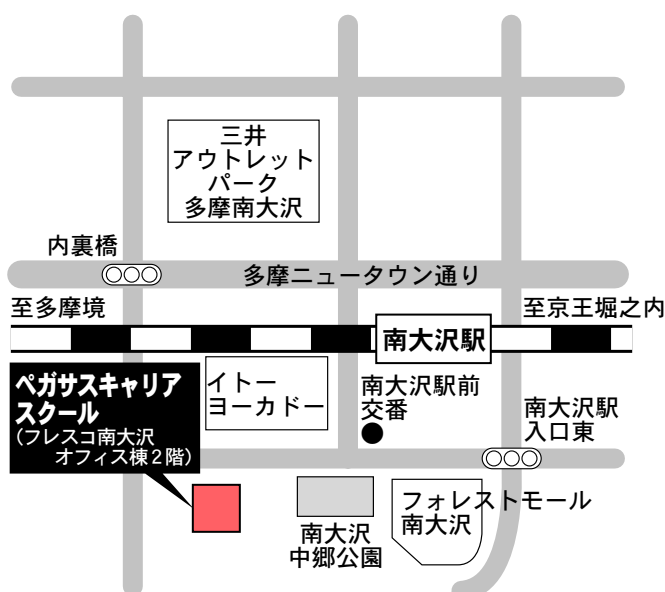 三井
アウトレット
パーク
多摩南大沢
内裏橋
多摩ニュータウン通り
至多摩境
至京王堀之内
南大沢駅
ペガサスキャリア
スクール
(フレスコ南大沢
オフィス棟2階)
イトー
ヨーカドー
南大沢駅前
交番
南大沢駅
入口東
フォレストモール
南大沢
南大沢
中郷公園